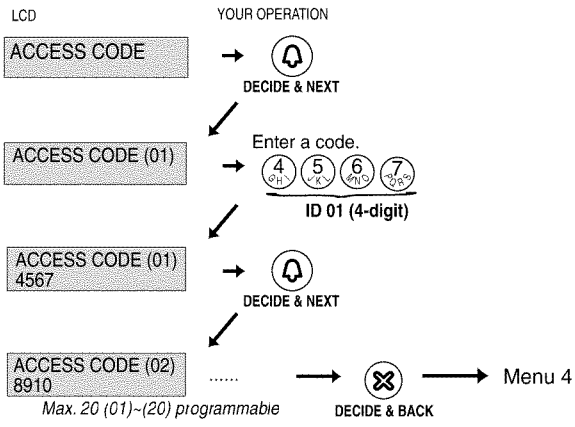 LCD YOUR OPERATION
ACCESS CODE
DECIDE & NEXT
ACCESS CODE (01)
Enter a code.
4 GHI 5 JKL 6 MNO 7 PQRS
ID 01 (4-digit)
ACCESS CODE (01)
4567
DECIDE & NEXT
ACCESS CODE (02)
8910
...... Menu 4
Max. 20 (01)~(20) programmable
DECIDE & BACK